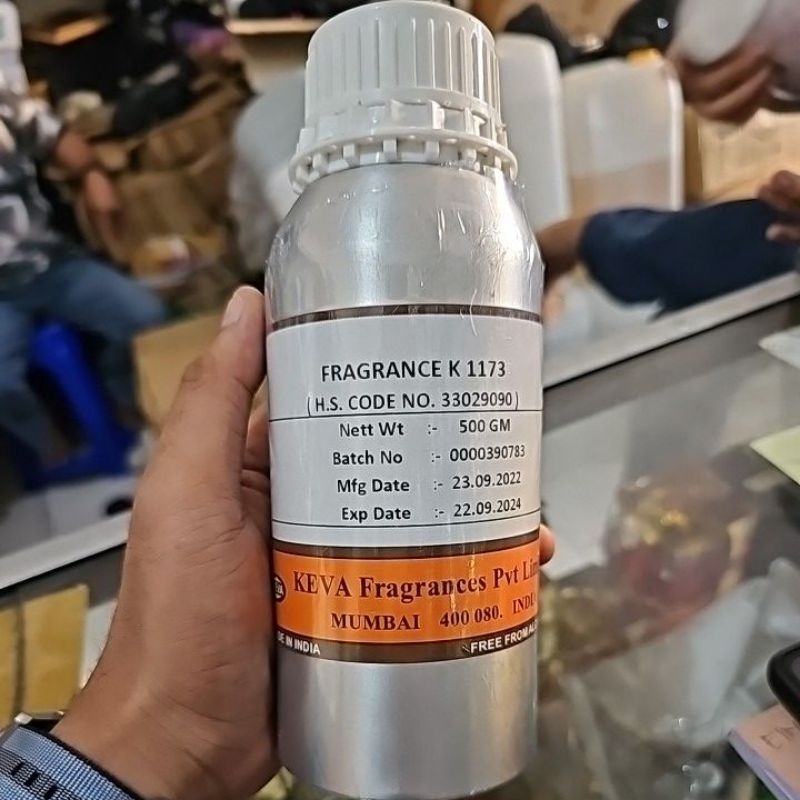 FRAGRANCE K 1173
( H.S. CODE NO. 33029090 )
Nett Wt :- 500 GM
Batch No :- 0000390783
Mfg Date :- 23.09.2022
Exp Date :- 22.09.2024
KEVA Fragrances Pvt
MUMBAI 400 080.
IN INDIA
FREE FROM